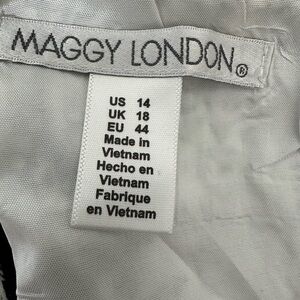 MAGGY LONDON®
US 14
UK 18
EU 44
Made in
Vietnam
Hecho en
Vietnam
Fabrique
en Vietnam